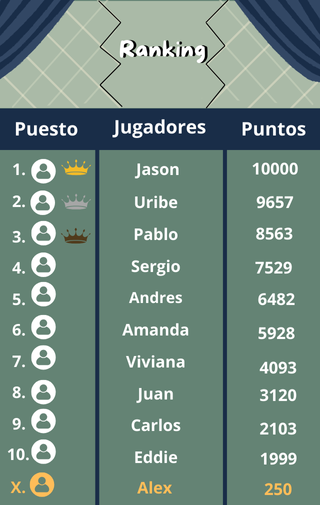 Ranking
Puesto Jugadores Puntos
1. Jason 10000
2. Uribe 9657
3. Pablo 8563
4. Sergio 7529
5. Andres 6482
6. Amanda 5928
7. Viviana 4093
8. Juan 3120
9. Carlos 2103
10. Eddie 1999
X. Alex 250